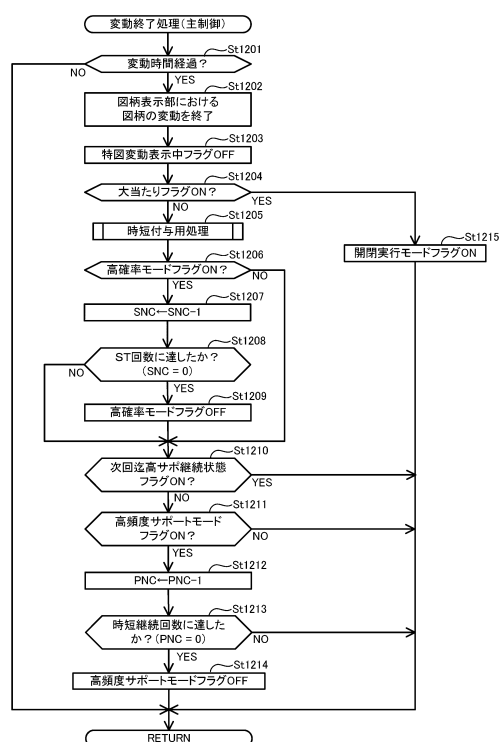 変動終了処理(主制御)
St1201
変動時間経過?
NO
YES
St1202
図柄表示部における
図柄の変動を終了
St1203
特図変動表示中フラグOFF
St1204
大当たりフラグON?
YES
NO
St1205
時短付与用処理
St1215
開閉実行モードフラグON
St1206
高確率モードフラグON?
NO
YES
St1207
SNC←SNC-1
St1208
ST回数に達したか?
(SNC = 0)
NO
YES
St1209
高確率モードフラグOFF
St1210
次回迄高サポ継続状態
フラグON?
YES
NO
St1211
高頻度サポートモード
フラグON?
NO
YES
St1212
PNC←PNC-1
St1213
時短継続回数に達した
か?(PNC = 0)
NO
YES
St1214
高頻度サポートモードフラグOFF
RETURN